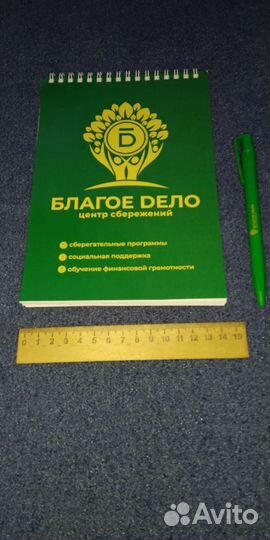 D
БЛАГОЕ DЕЛО
центр сбережений
сберегательные программы
социальная поддержка
обучение финансовой грамотности
0 1 2 3 4 5 6 7 8 9 10 11 12 13 14 15
Avito